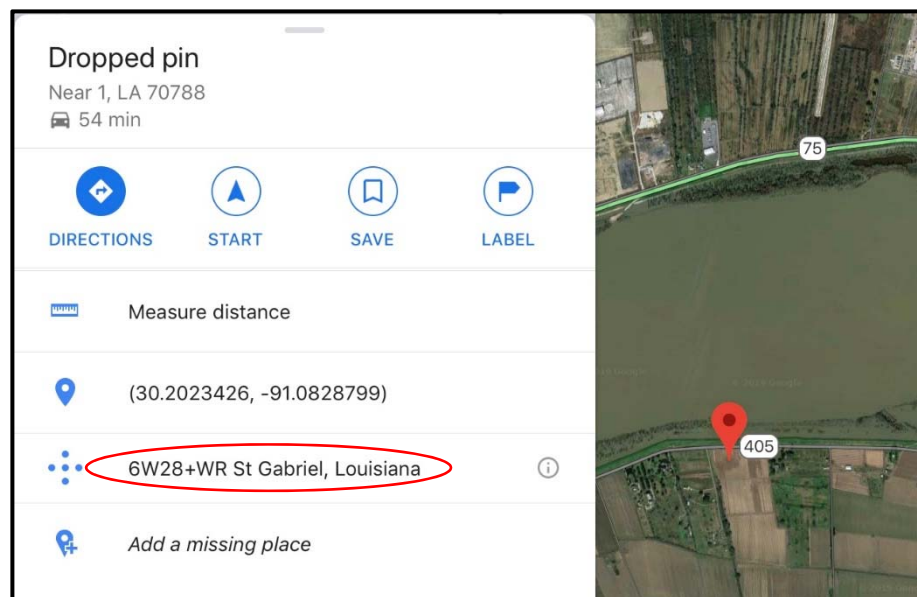 Dropped pin
Near 1, LA 70788
54 min
DIRECTIONS
START
SAVE
LABEL
Measure distance
(30.2023426, -91.0828799)
6W28+WR St Gabriel, Louisiana
Add a missing place
75
405